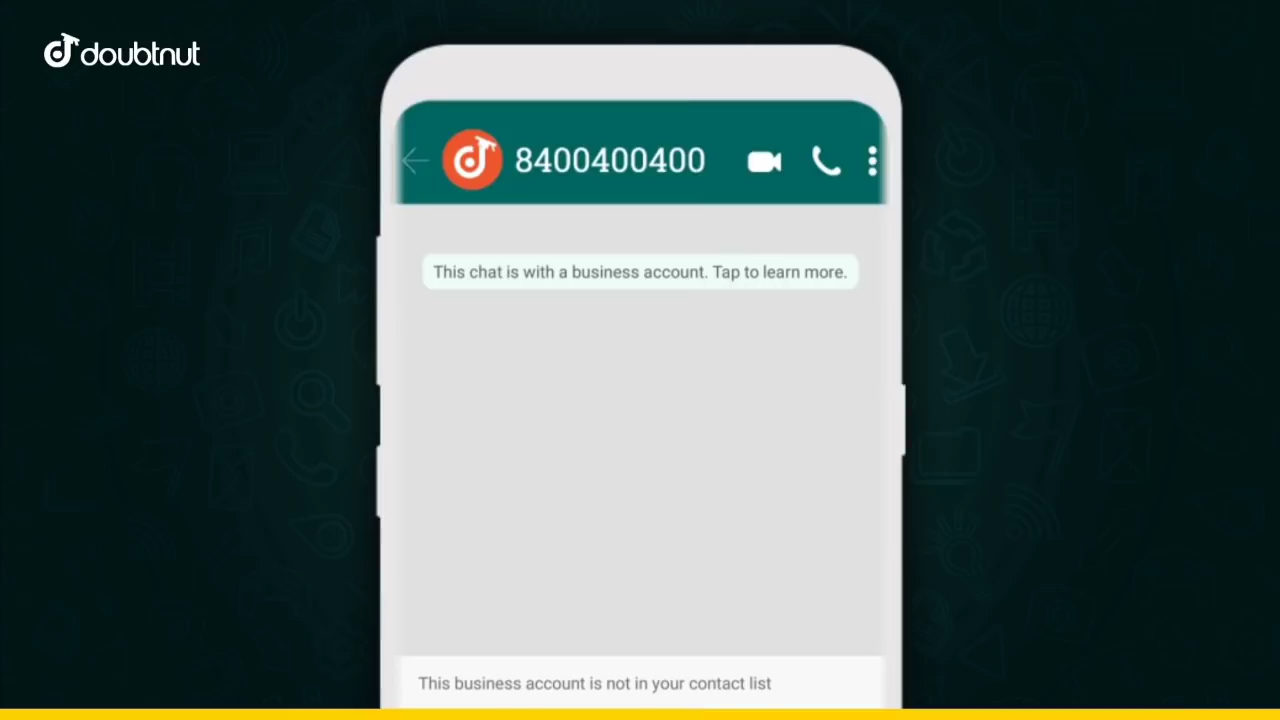 doubtnut
8400400400
This chat is with a business account. Tap to learn more.
This business account is not in your contact list